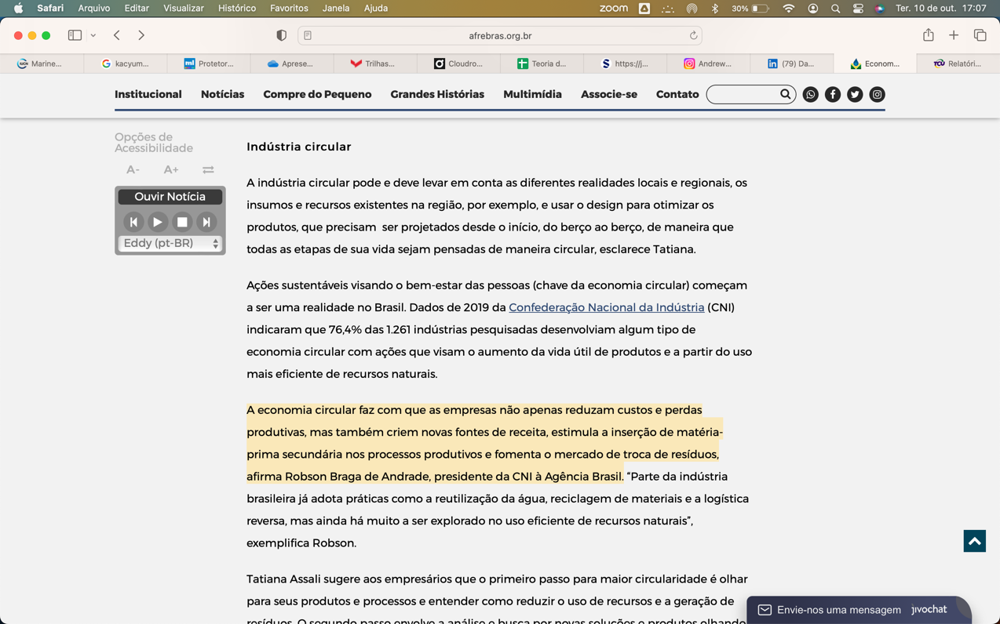 Safari Arquivo Editar Visualizar Histórico Favoritos Janela Ajuda zoom 30% Ter. 10 de out. 17:07
afrebras.org.br
IUCN Marine... kacyum... ml Protetor... Aprese... Trilhas... Cloudro... Teoria d... https://j... Andrew... (79) Da... Econom... TCU Relatóri...
Institucional Notícias Compre do Pequeno Grandes Histórias Multimídia Associe-se Contato
Opções de
Acessibilidade
A- A+
Ouvir Notícia
Eddy (pt-BR)
Indústria circular
A indústria circular pode e deve levar em conta as diferentes realidades locais e regionais, os
insumos e recursos existentes na região, por exemplo, e usar o design para otimizar os
produtos, que precisam  ser projetados desde o início, do berço ao berço, de maneira que
todas as etapas de sua vida sejam pensadas de maneira circular, esclarece Tatiana.
Ações sustentáveis visando o bem-estar das pessoas (chave da economia circular) começam
a ser uma realidade no Brasil. Dados de 2019 da Confederação Nacional da Indústria (CNI)
indicaram que 76,4% das 1.261 indústrias pesquisadas desenvolviam algum tipo de
economia circular com ações que visam o aumento da vida útil de produtos e a partir do uso
mais eficiente de recursos naturais.
A economia circular faz com que as empresas não apenas reduzam custos e perdas
produtivas, mas também criem novas fontes de receita, estimula a inserção de matéria-
prima secundária nos processos produtivos e fomenta o mercado de troca de resíduos,
afirma Robson Braga de Andrade, presidente da CNI à Agência Brasil. “Parte da indústria
brasileira já adota práticas como a reutilização da água, reciclagem de materiais e a logística
reversa, mas ainda há muito a ser explorado no uso eficiente de recursos naturais”,
exemplifica Robson.
Tatiana Assali sugere aos empresários que o primeiro passo para maior circularidade é olhar
para seus produtos e processos e entender como reduzir o uso de recursos e a geração de
resíduos. O segundo passo envolve a análise e busca por novas soluções e produtos olhando
Envie-nos uma mensagem jivochat